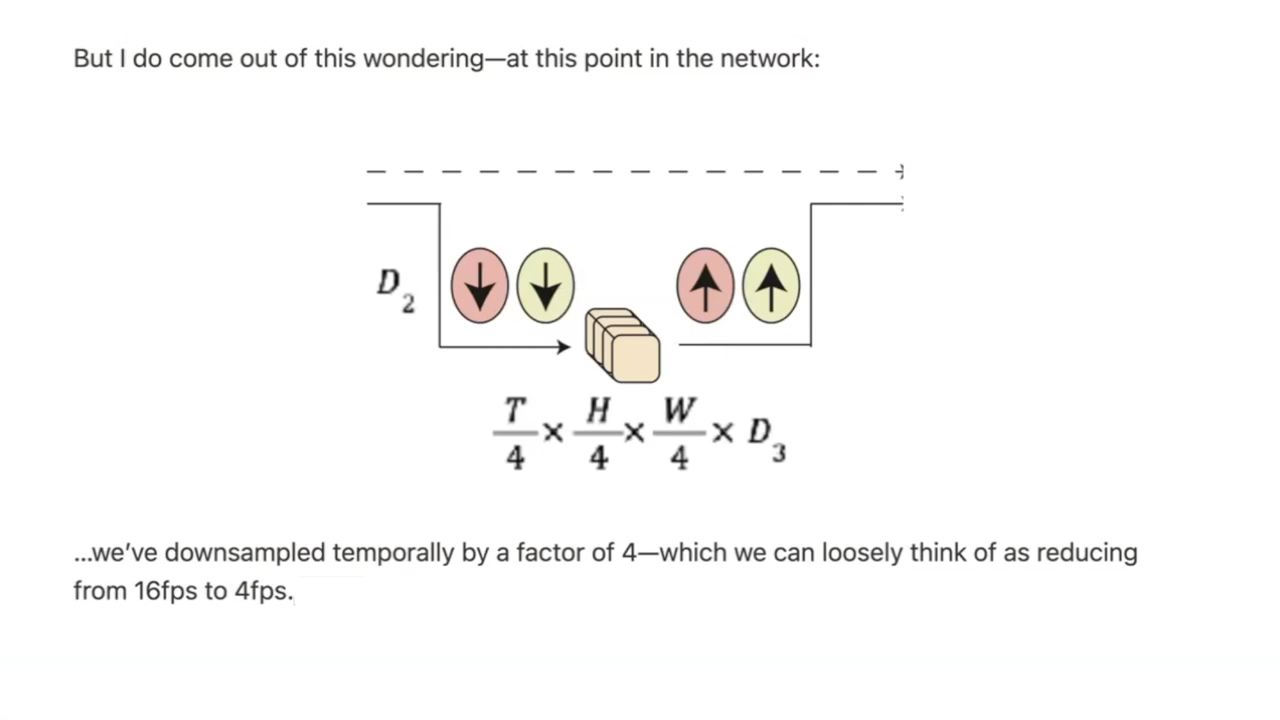 But I do come out of this wondering—at this point in the network:
D₂
T/4 × H/4 × W/4 × D₃
...we've downsampled temporally by a factor of 4—which we can loosely think of as reducing
from 16fps to 4fps.